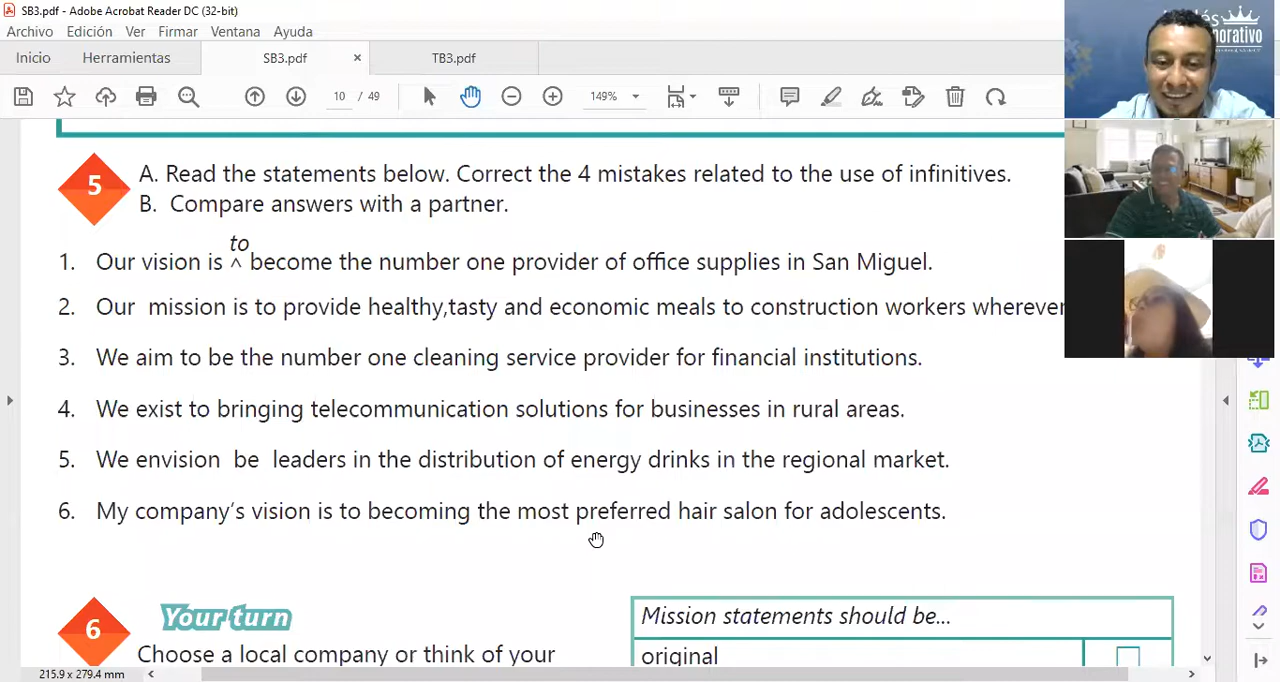 SB3.pdf - Adobe Acrobat Reader DC (32-bit)
Archivo Edición Ver Firmar Ventana Ayuda
Inicio Herramientas SB3.pdf × TB3.pdf
10 / 49 149%
5 A. Read the statements below. Correct the 4 mistakes related to the use of infinitives.
B. Compare answers with a partner.
to
1. Our vision is ^ become the number one provider of office supplies in San Miguel.
2. Our mission is to provide healthy,tasty and economic meals to construction workers wherever
3. We aim to be the number one cleaning service provider for financial institutions.
4. We exist to bringing telecommunication solutions for businesses in rural areas.
5. We envision be leaders in the distribution of energy drinks in the regional market.
6. My company's vision is to becoming the most preferred hair salon for adolescents.
6 Your turn
Choose a local company or think of your
Mission statements should be...
original
215.9 x 279.4 mm